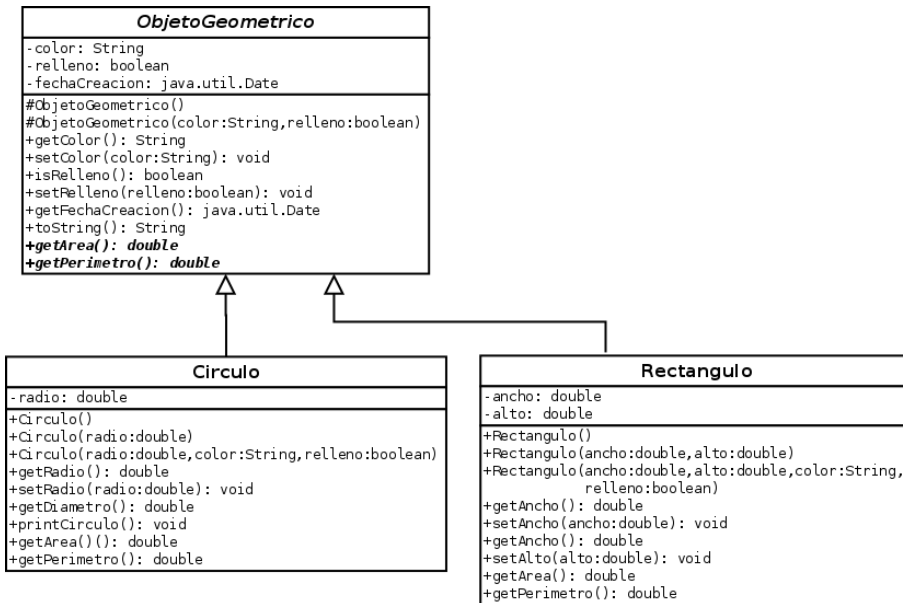 ObjetoGeometrico
-color: String
-relleno: boolean
-fechaCreacion: java.util.Date
#ObjetoGeometrico()
#ObjetoGeometrico(color:String,relleno:boolean)
+getColor(): String
+setColor(color:String): void
+isRelleno(): boolean
+setRelleno(relleno:boolean): void
+getFechaCreacion(): java.util.Date
+toString(): String
+getArea(): double
+getPerimetro(): double
Circulo
-radio: double
+Circulo()
+Circulo(radio:double)
+Circulo(radio:double,color:String,relleno:boolean)
+getRadio(): double
+setRadio(radio:double): void
+getDiametro(): double
+printCirculo(): void
+getArea()(): double
+getPerimetro(): double
Rectangulo
-ancho: double
-alto: double
+Rectangulo()
+Rectangulo(ancho:double,alto:double)
+Rectangulo(ancho:double,alto:double,color:String,
relleno:boolean)
+getAncho(): double
+setAncho(ancho:double): void
+getAncho(): double
+setAlto(alto:double): void
+getArea(): double
+getPerimetro(): double